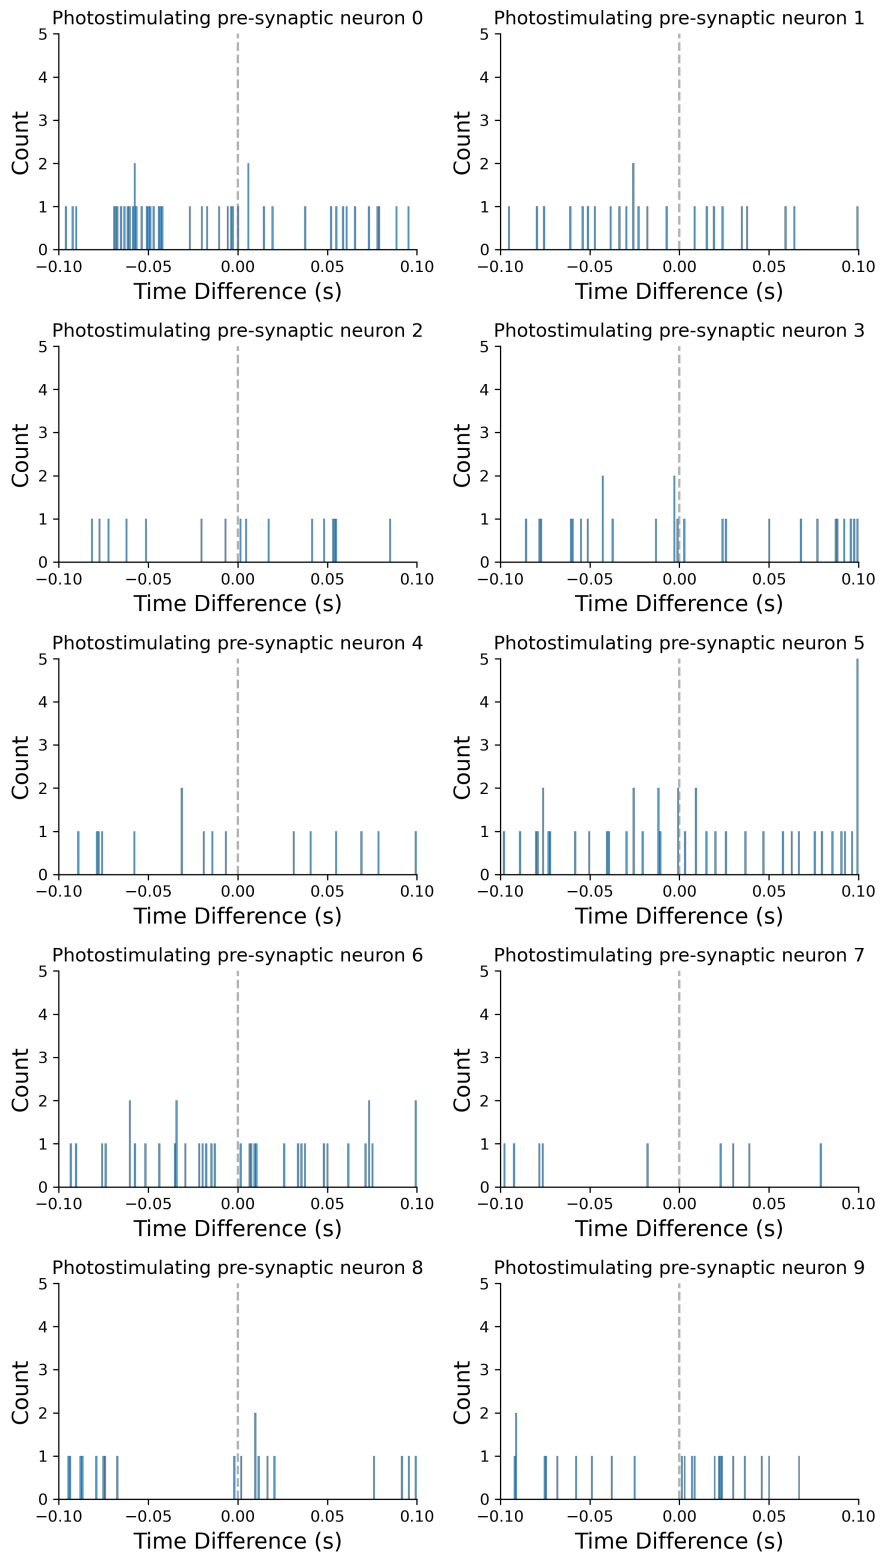 Photostimulating pre-synaptic neuron 0
5
4
3
2
1
0
Count
−0.10 −0.05 0.00 0.05 0.10
Time Difference (s)
Photostimulating pre-synaptic neuron 1
5
4
3
2
1
0
Count
−0.10 −0.05 0.00 0.05 0.10
Time Difference (s)
Photostimulating pre-synaptic neuron 2
5
4
3
2
1
0
Count
−0.10 −0.05 0.00 0.05 0.10
Time Difference (s)
Photostimulating pre-synaptic neuron 3
5
4
3
2
1
0
Count
−0.10 −0.05 0.00 0.05 0.10
Time Difference (s)
Photostimulating pre-synaptic neuron 4
5
4
3
2
1
0
Count
−0.10 −0.05 0.00 0.05 0.10
Time Difference (s)
Photostimulating pre-synaptic neuron 5
5
4
3
2
1
0
Count
−0.10 −0.05 0.00 0.05 0.10
Time Difference (s)
Photostimulating pre-synaptic neuron 6
5
4
3
2
1
0
Count
−0.10 −0.05 0.00 0.05 0.10
Time Difference (s)
Photostimulating pre-synaptic neuron 7
5
4
3
2
1
0
Count
−0.10 −0.05 0.00 0.05 0.10
Time Difference (s)
Photostimulating pre-synaptic neuron 8
5
4
3
2
1
0
Count
−0.10 −0.05 0.00 0.05 0.10
Time Difference (s)
Photostimulating pre-synaptic neuron 9
5
4
3
2
1
0
Count
−0.10 −0.05 0.00 0.05 0.10
Time Difference (s)